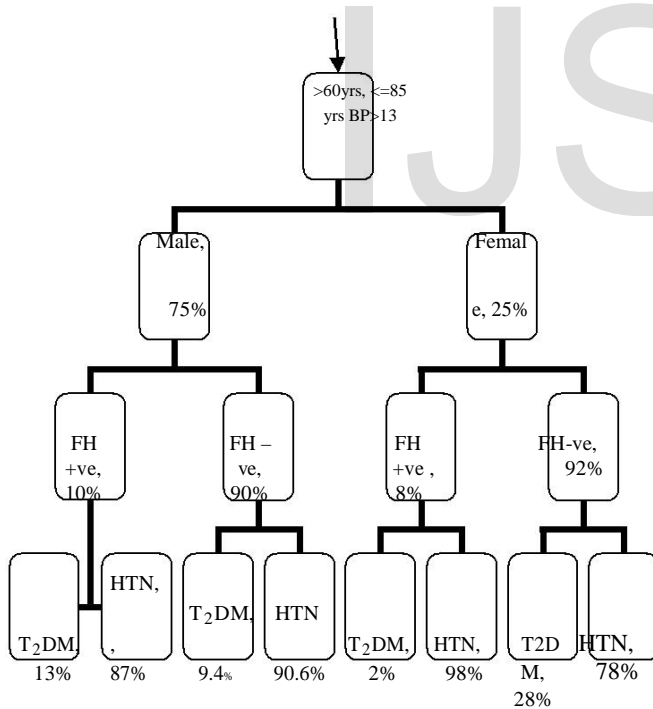 IJS
>60yrs, <=85
yrs BP>13
Male,
75%
Femal
e, 25%
FH
+ve,
10%
FH –
ve,
90%
FH
+ve ,
8%
FH-ve,
92%
T2DM,
13%
HTN,
,
87%
T2DM,
9.4%
HTN
90.6%
T2DM,
2%
HTN,
98%
T2D
M,
28%
HTN,
78%